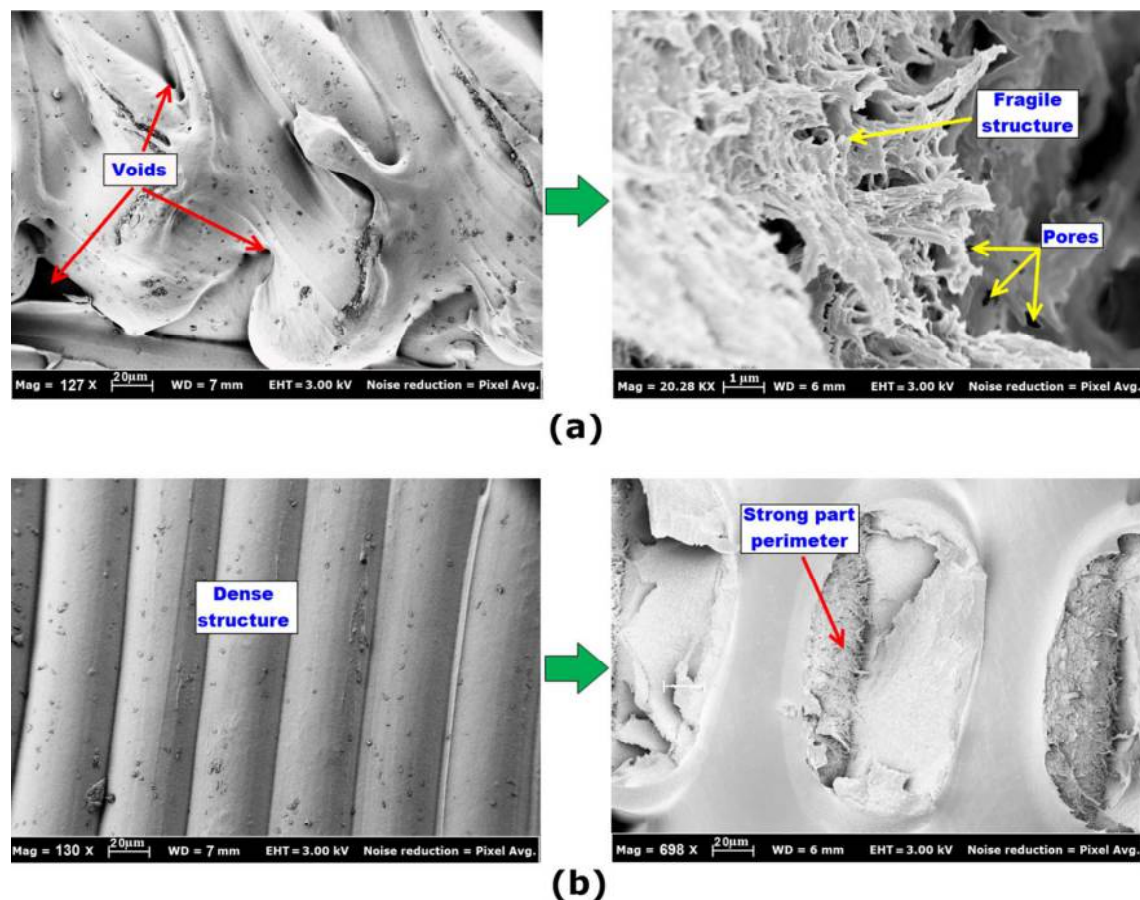 Voids
Mag = 127 X 20µm WD = 7 mm EHT = 3.00 kV Noise reduction = Pixel Avg.
Fragile
structure
Pores
Mag = 20.28 KX 1 µm WD = 6 mm EHT = 3.00 kV Noise reduction = Pixel Avg.
(a)
Dense
structure
Mag = 130 X 20µm WD = 7 mm EHT = 3.00 kV Noise reduction = Pixel Avg.
Strong part
perimeter
Mag = 698 X 20µm WD = 6 mm EHT = 3.00 kV Noise reduction = Pixel Avg.
(b)